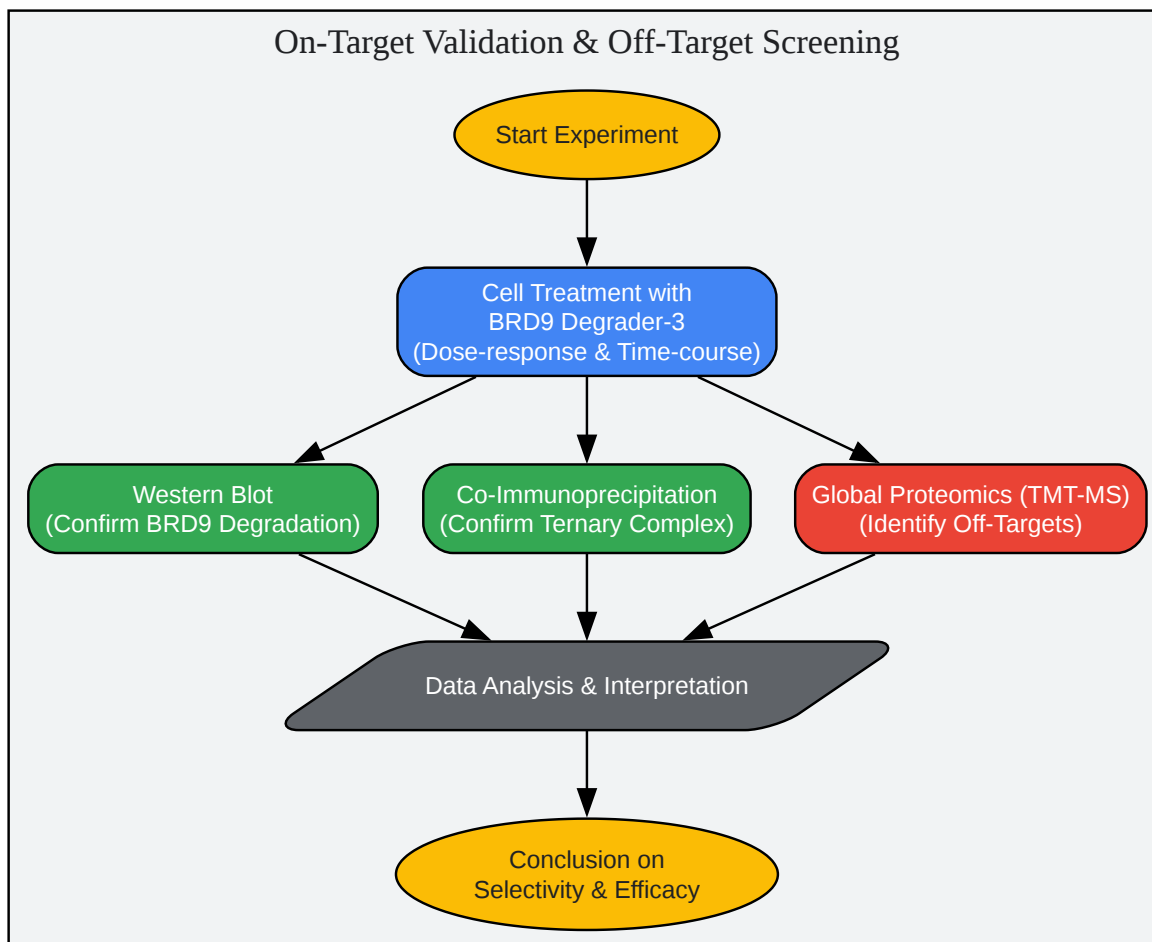 On-Target Validation & Off-Target Screening
Start Experiment
Cell Treatment with
BRD9 Degrader-3
(Dose-response & Time-course)
Western Blot
(Confirm BRD9 Degradation)
Co-Immunoprecipitation
(Confirm Ternary Complex)
Global Proteomics (TMT-MS)
(Identify Off-Targets)
Data Analysis & Interpretation
Conclusion on
Selectivity & Efficacy